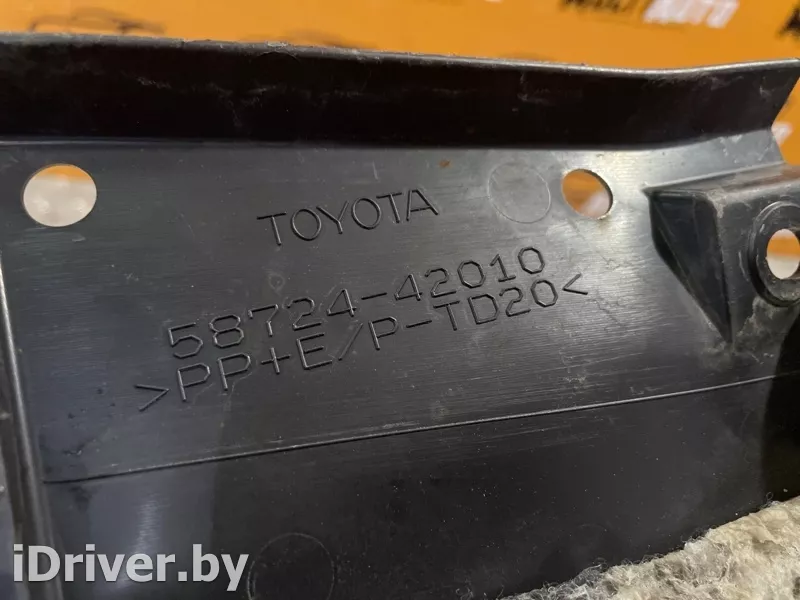 TOYOTA
58724-42010
>PP+E/P-TD20<
iDriver.by